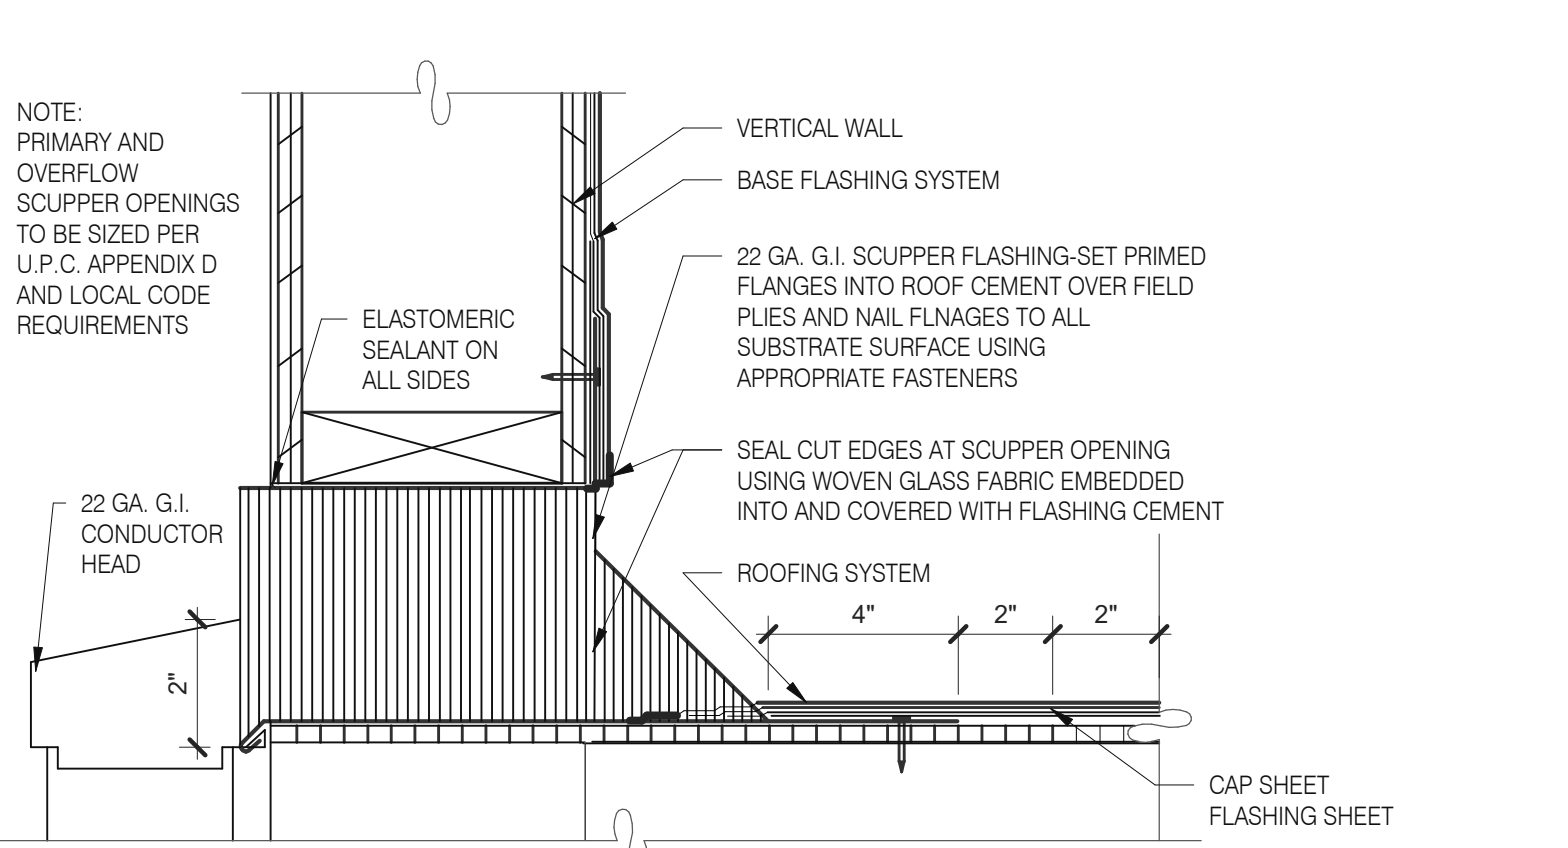 NOTE:
PRIMARY AND
OVERFLOW
SCUPPER OPENINGS
TO BE SIZED PER
U.P.C. APPENDIX D
AND LOCAL CODE
REQUIREMENTS
VERTICAL WALL
BASE FLASHING SYSTEM
22 GA. G.I. SCUPPER FLASHING-SET PRIMED
FLANGES INTO ROOF CEMENT OVER FIELD
PLIES AND NAIL FLNAGES TO ALL
SUBSTRATE SURFACE USING
APPROPRIATE FASTENERS
ELASTOMERIC
SEALANT ON
ALL SIDES
SEAL CUT EDGES AT SCUPPER OPENING
USING WOVEN GLASS FABRIC EMBEDDED
INTO AND COVERED WITH FLASHING CEMENT
22 GA. G.I.
CONDUCTOR
HEAD
ROOFING SYSTEM
4"
2"
2"
2"
CAP SHEET
FLASHING SHEET